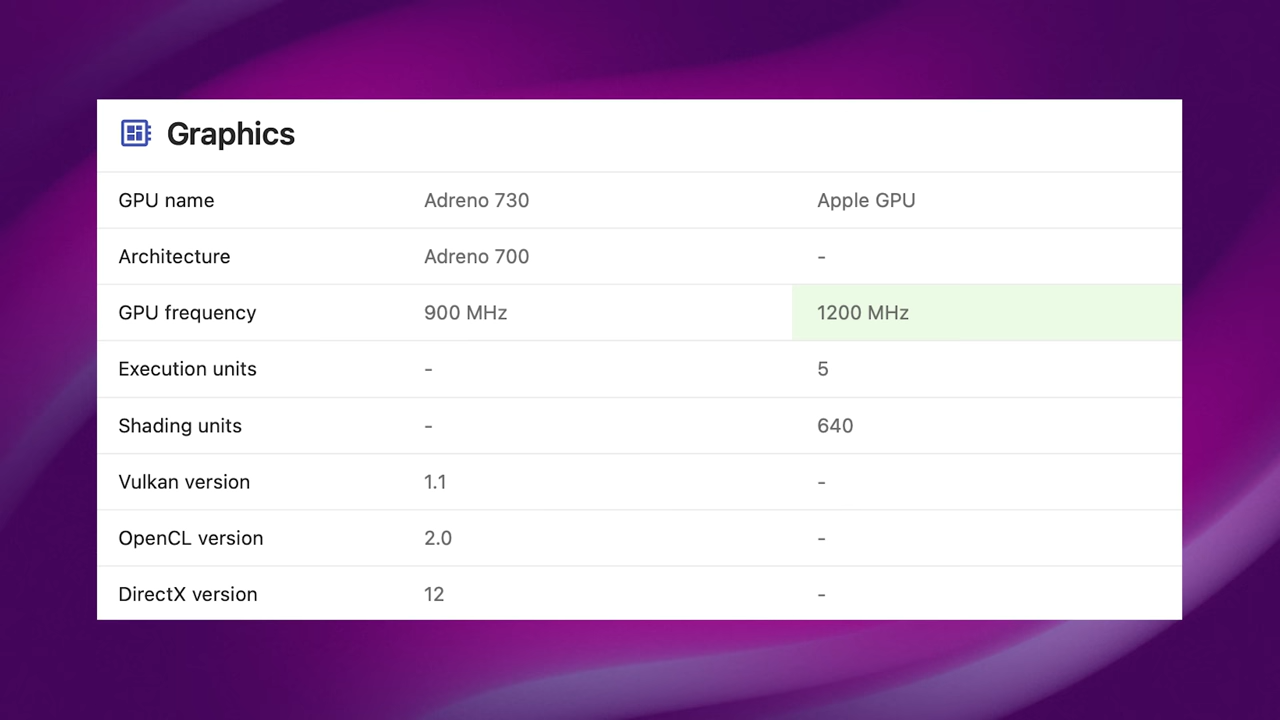 Graphics
GPU name Adreno 730 Apple GPU
Architecture Adreno 700 -
GPU frequency 900 MHz 1200 MHz
Execution units - 5
Shading units - 640
Vulkan version 1.1 -
OpenCL version 2.0 -
DirectX version 12 -